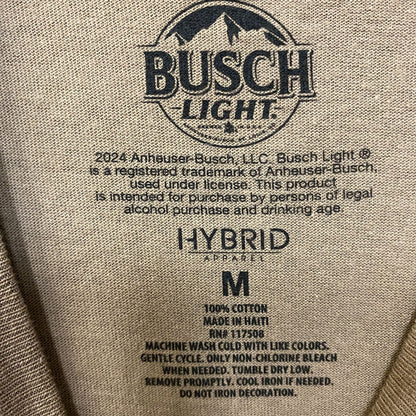 BUSCH
LIGHT.
2024 Anheuser-Busch, LLC. Busch Light ®
is a registered trademark of Anheuser-Busch,
used under license. This product
is intended for purchase by persons of legal
alcohol purchase and drinking age.
HYBRID
APPAREL
M
100% COTTON
MADE IN HAITI
RN# 117508
MACHINE WASH COLD WITH LIKE COLORS.
GENTLE CYCLE. ONLY NON-CHLORINE BLEACH
WHEN NEEDED. TUMBLE DRY LOW.
REMOVE PROMPTLY. COOL IRON IF NEEDED.
DO NOT IRON DECORATION.